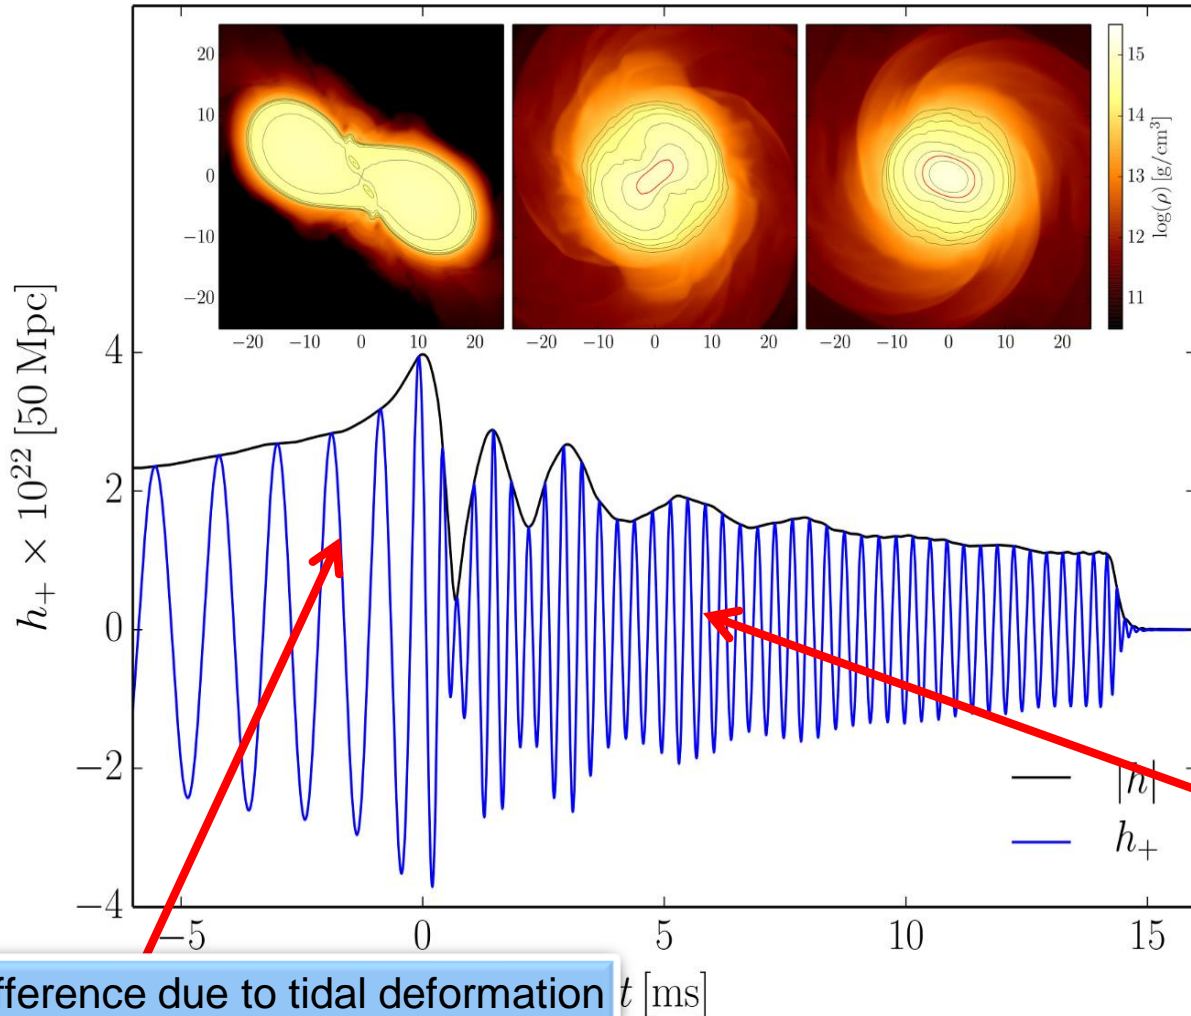 20
10
0
−10
−20
−20 −10 0 10 20
−20 −10 0 10 20
−20 −10 0 10 20
15
14
13
12
11
log(ρ) [g/cm³]
h₊ × 10²² [50 Mpc]
4
2
0
−2
−4
|h|
h₊
−5 0 5 10 15
fference due to tidal deformation
t [ms]